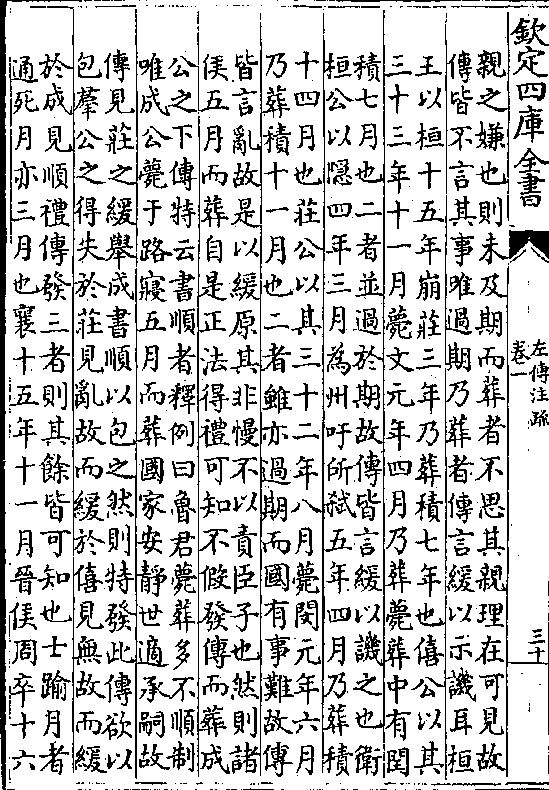 欽定四庫全書
左傳注疏
卷一
三十
親之嫌也則未及期而葬者不思其親理在可見故
傳皆不言其事唯過期乃葬者傳言緩以示譏耳桓
王以桓十五年崩莊三年乃葬積七年也僖公以其
三十三年十一月薨文元年四月乃葬薨葬中有閏
積七月也二者並過於期故傳皆言緩以譏之也衛
桓公以隱四年三月為州吁所弑五年四月乃葬積
十四月也莊公以其三十二年八月薨閔元年六月
乃葬積十一月也二者雖亦過期而國有事難故傳
皆言亂故是以緩原其非慢不以責臣子也然則諸
侯五月而葬自是正法得禮可知不假發傳而葬成
公之下傳特云書順者釋例曰魯君薨葬多不順制
唯成公薨于路寢五月而葬國家安靜世適承嗣故
傳見莊之緩舉成書順以包之然則特發此傳欲以
包羣公之得失於莊見亂故而緩於僖見無故而緩
於成見順禮傳發三者則其餘皆可知也士踰月者
通死月亦三月也襄十五年十一月晉侯周卒十六